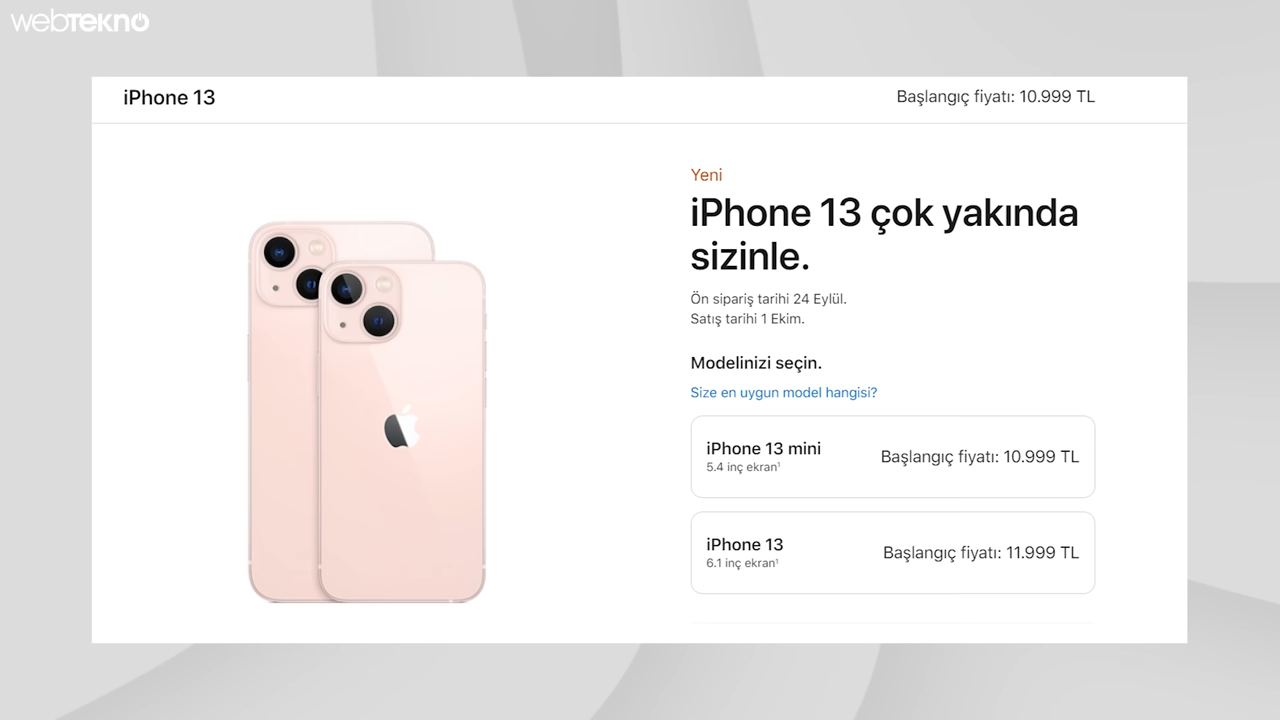 webTEKNO
iPhone 13
Başlangıç fiyatı: 10.999 TL
Yeni
iPhone 13 çok yakında
sizinle.
Ön sipariş tarihi 24 Eylül.
Satış tarihi 1 Ekim.
Modelinizi seçin.
Size en uygun model hangisi?
iPhone 13 mini
5.4 inç ekran¹
Başlangıç fiyatı: 10.999 TL
iPhone 13
6.1 inç ekran¹
Başlangıç fiyatı: 11.999 TL